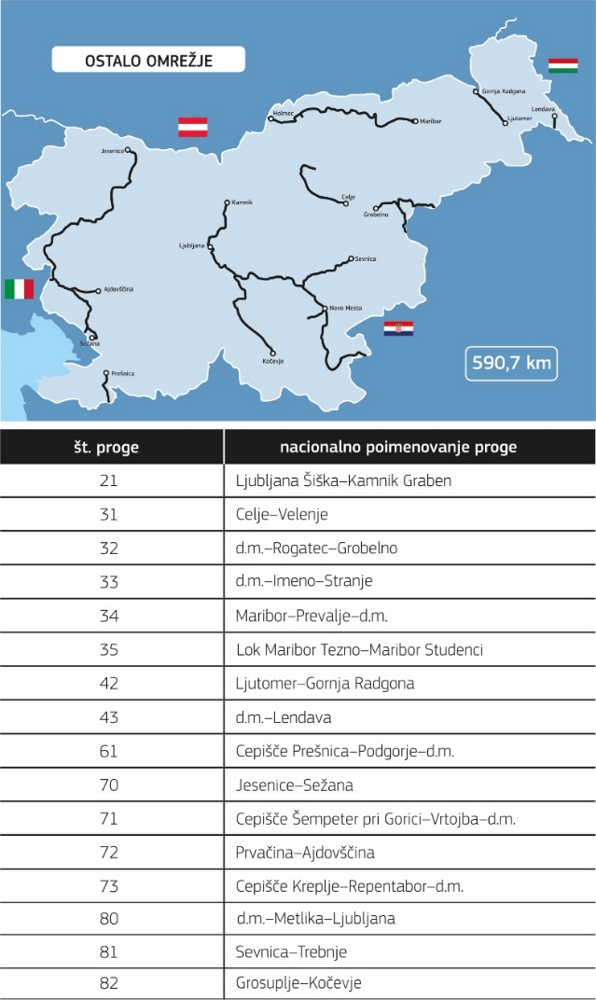 OSTALO OMREŽJE
Gornja Radgona
Lendava
Holmec
Maribor
Ljutomer
Jesenice
Kamnik
Celje
Grobelno
Ljubljana
Sevnica
Ajdovščina
Novo Mesto
Sežana
Kočevje
Prešnica
590,7 km
št. proge nacionalno poimenovanje proge
21 Ljubljana Šiška–Kamnik Graben
31 Celje–Velenje
32 d.m.–Rogatec–Grobelno
33 d.m.–Imeno–Stranje
34 Maribor–Prevalje–d.m.
35 Lok Maribor Tezno–Maribor Studenci
42 Ljutomer–Gornja Radgona
43 d.m.–Lendava
61 Cepišče Prešnica–Podgorje–d.m.
70 Jesenice–Sežana
71 Cepišče Šempeter pri Gorici–Vrtojba–d.m.
72 Prvačina–Ajdovščina
73 Cepišče Kreplje–Repentabor–d.m.
80 d.m.–Metlika–Ljubljana
81 Sevnica–Trebnje
82 Grosuplje–Kočevje